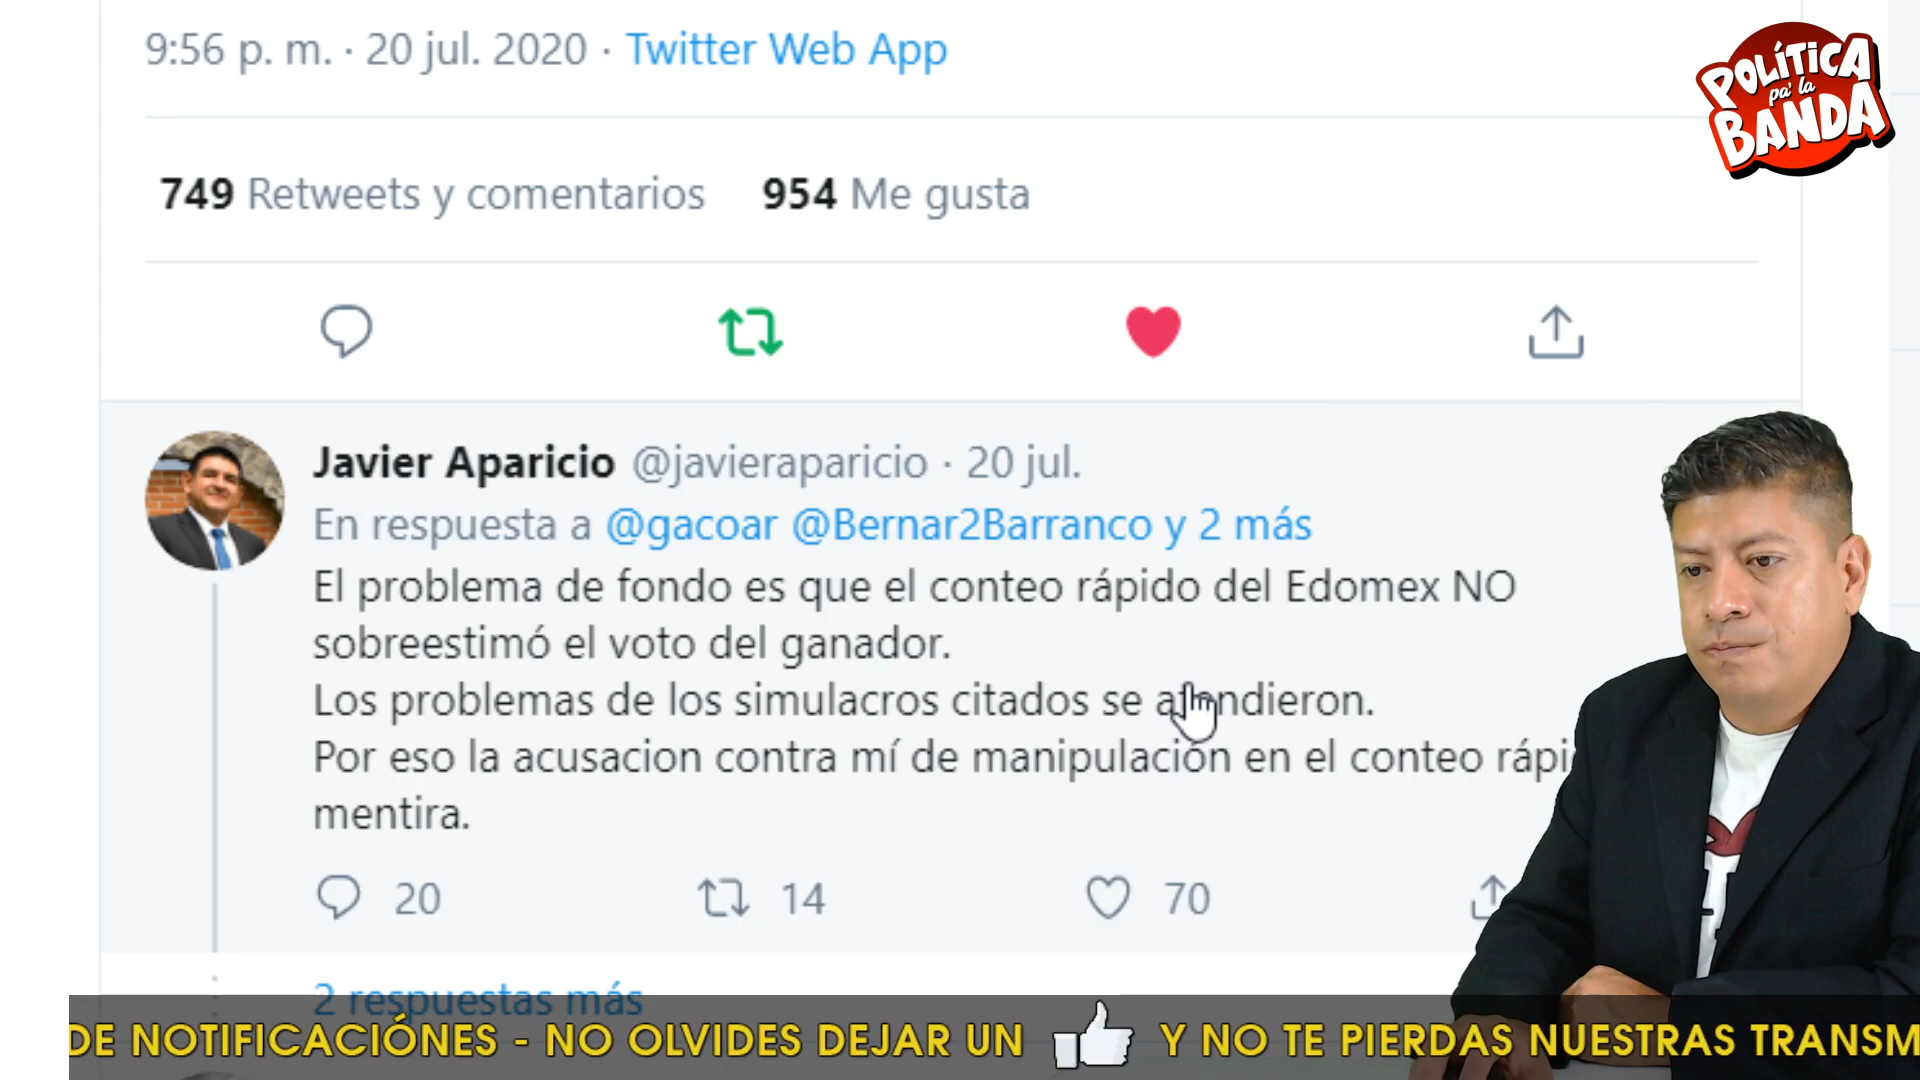 9:56 p. m. · 20 jul. 2020 · Twitter Web App
POLÍTICA
pa' la
BANDA
749 Retweets y comentarios 954 Me gusta
Javier Aparicio @javieraparicio · 20 jul.
En respuesta a @gacoar @Bernar2Barranco y 2 más
El problema de fondo es que el conteo rápido del Edomex NO
sobreestimó el voto del ganador.
Los problemas de los simulacros citados se
Por eso la acusacion contra mí de manipulación en el conteo
mentira.
20 14 70
2 respuestas más
DE NOTIFICACIÓNES - NO OLVIDES DEJAR UN Y NO TE PIERDAS NUESTRAS TRANSM